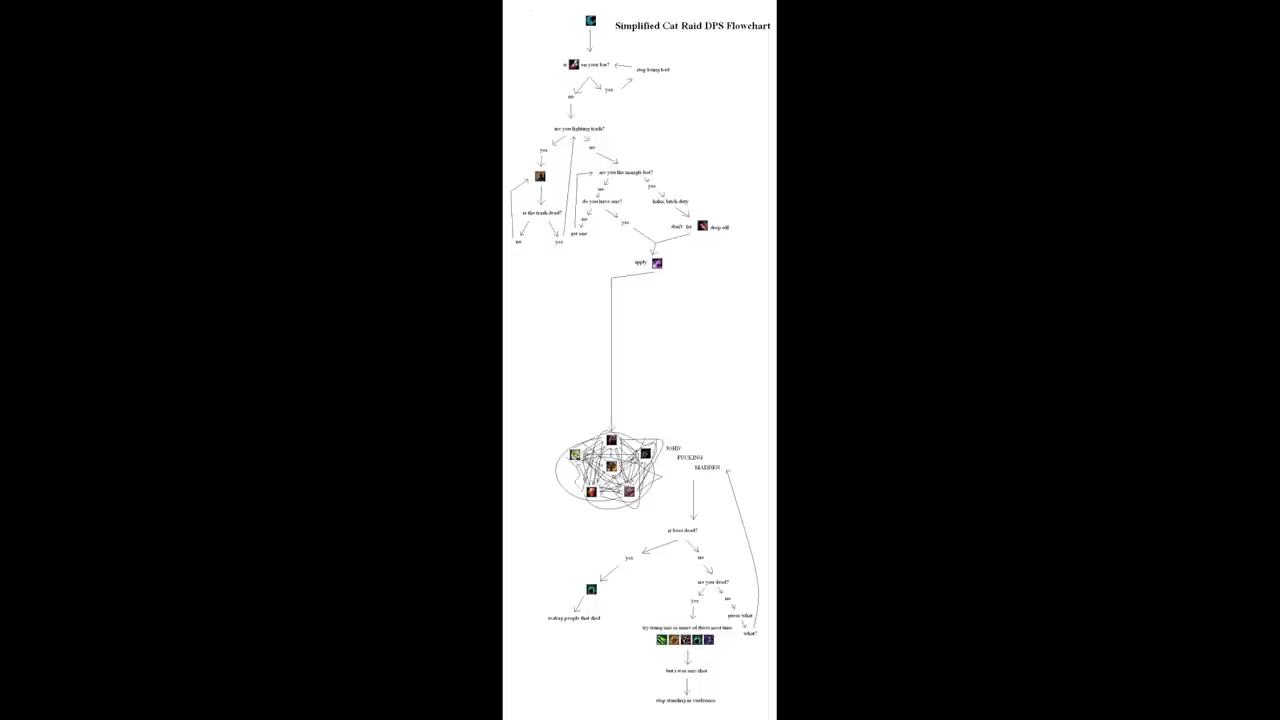 Simplified Cat Raid DPS Flowchart
is on your bar?
stop being bad
yes
no
are you fighting trash?
yes
no
are you the mangle bot?
no
yes
do you have one?
haha, bitch duty
is the trash dead?
no
yes
don't let drop off
get one
no
yes
apply
JOHN
FUCKING
MADDEN
is boss dead?
yes
no
are you dead?
yes
no
guess what
teabag people that died
try using one or more of these next time
what?
but i was one shot
stop standing in